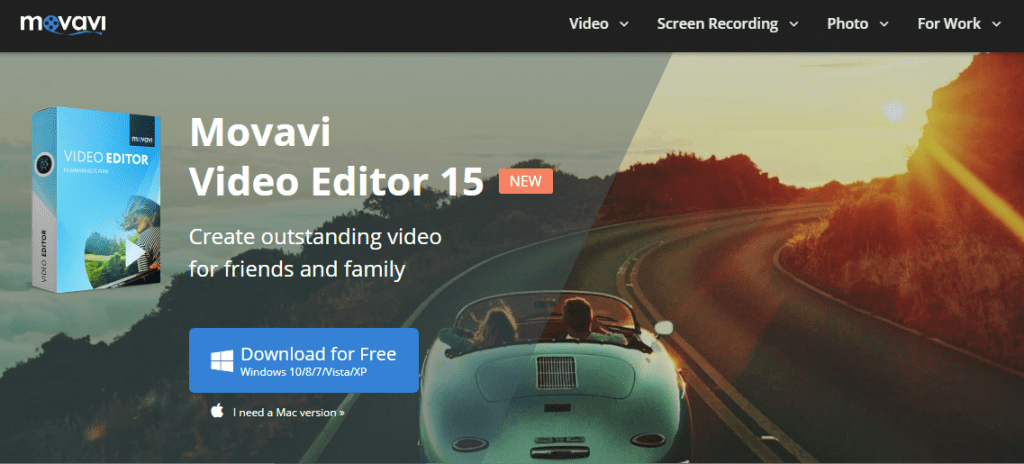 movavi
Video
Screen Recording
Photo
For Work
movavi
VIDEO EDITOR
VIDEO EDITOR
Movavi
Video Editor 15
NEW
Create outstanding video
for friends and family
Download for Free
Windows 10/8/7/Vista/XP
I need a Mac version »